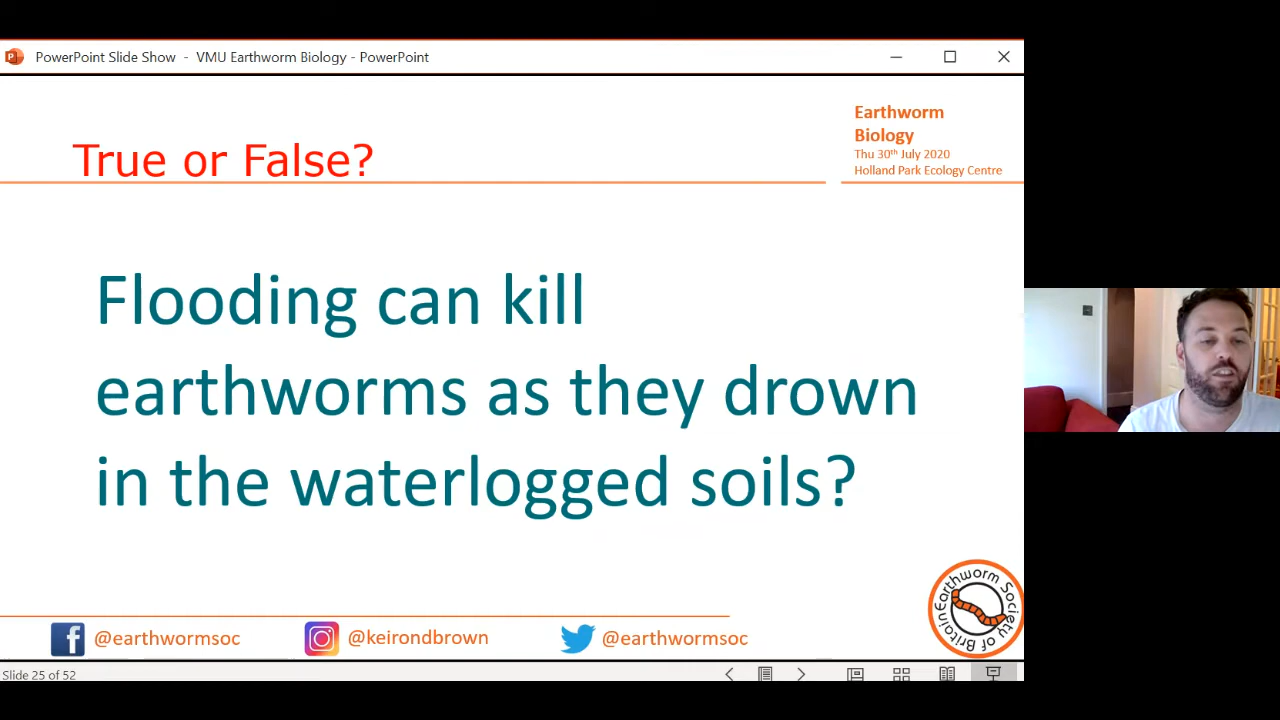 PowerPoint Slide Show - VMU Earthworm Biology - PowerPoint
Earthworm
Biology
Thu 30th July 2020
Holland Park Ecology Centre
True or False?
Flooding can kill
earthworms as they drown
in the waterlogged soils?
Earthworm Society of Britain
@earthwormsoc
@keirondbrown
@earthwormsoc
Slide 25 of 52